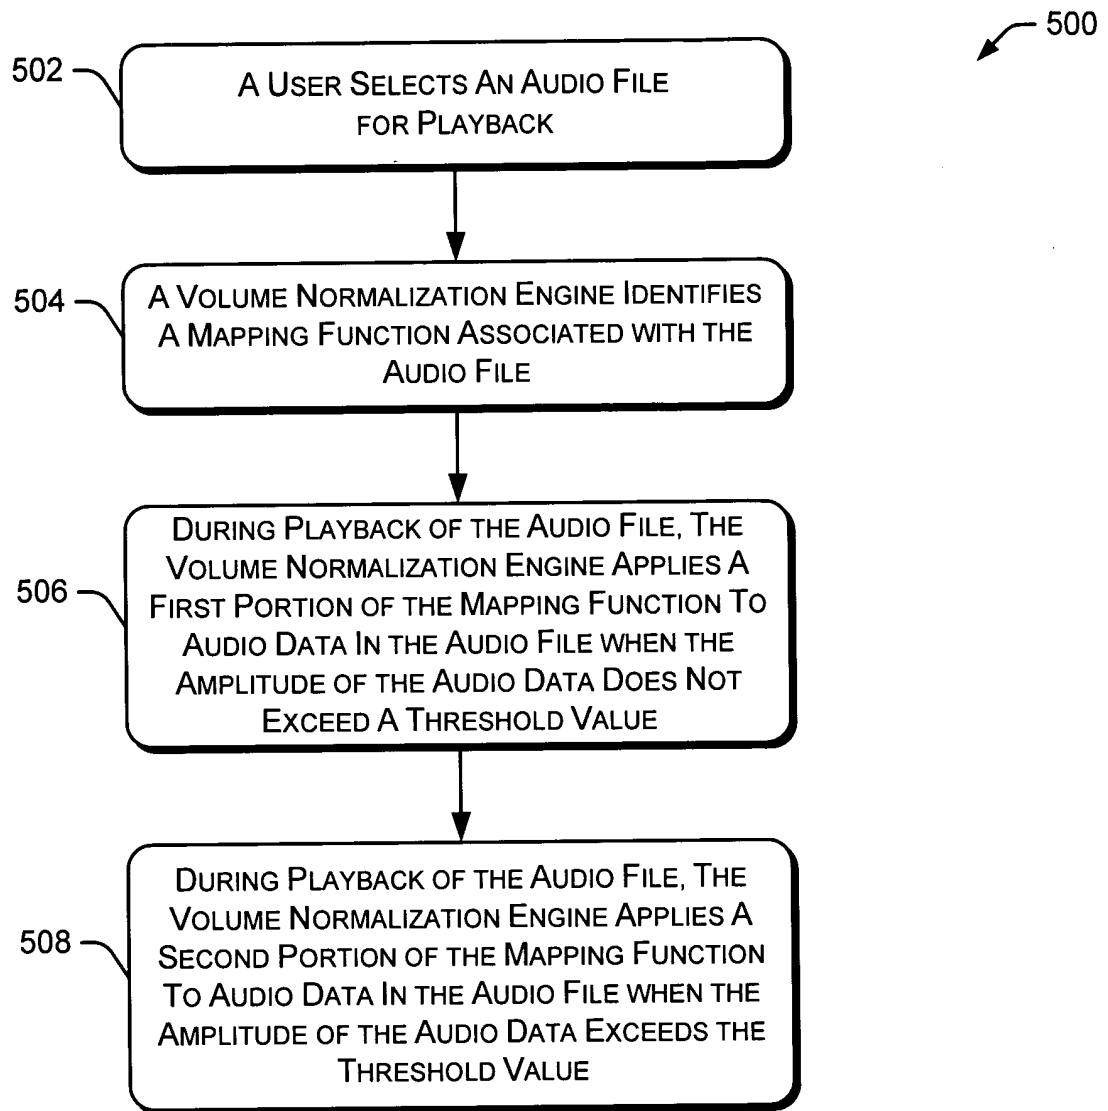 500
502
A USER SELECTS AN AUDIO FILE
FOR PLAYBACK
504
A VOLUME NORMALIZATION ENGINE IDENTIFIES
A MAPPING FUNCTION ASSOCIATED WITH THE
AUDIO FILE
506
DURING PLAYBACK OF THE AUDIO FILE, THE
VOLUME NORMALIZATION ENGINE APPLIES A
FIRST PORTION OF THE MAPPING FUNCTION TO
AUDIO DATA IN THE AUDIO FILE WHEN THE
AMPLITUDE OF THE AUDIO DATA DOES NOT
EXCEED A THRESHOLD VALUE
508
DURING PLAYBACK OF THE AUDIO FILE, THE
VOLUME NORMALIZATION ENGINE APPLIES A
SECOND PORTION OF THE MAPPING FUNCTION
TO AUDIO DATA IN THE AUDIO FILE WHEN THE
AMPLITUDE OF THE AUDIO DATA EXCEEDS THE
THRESHOLD VALUE